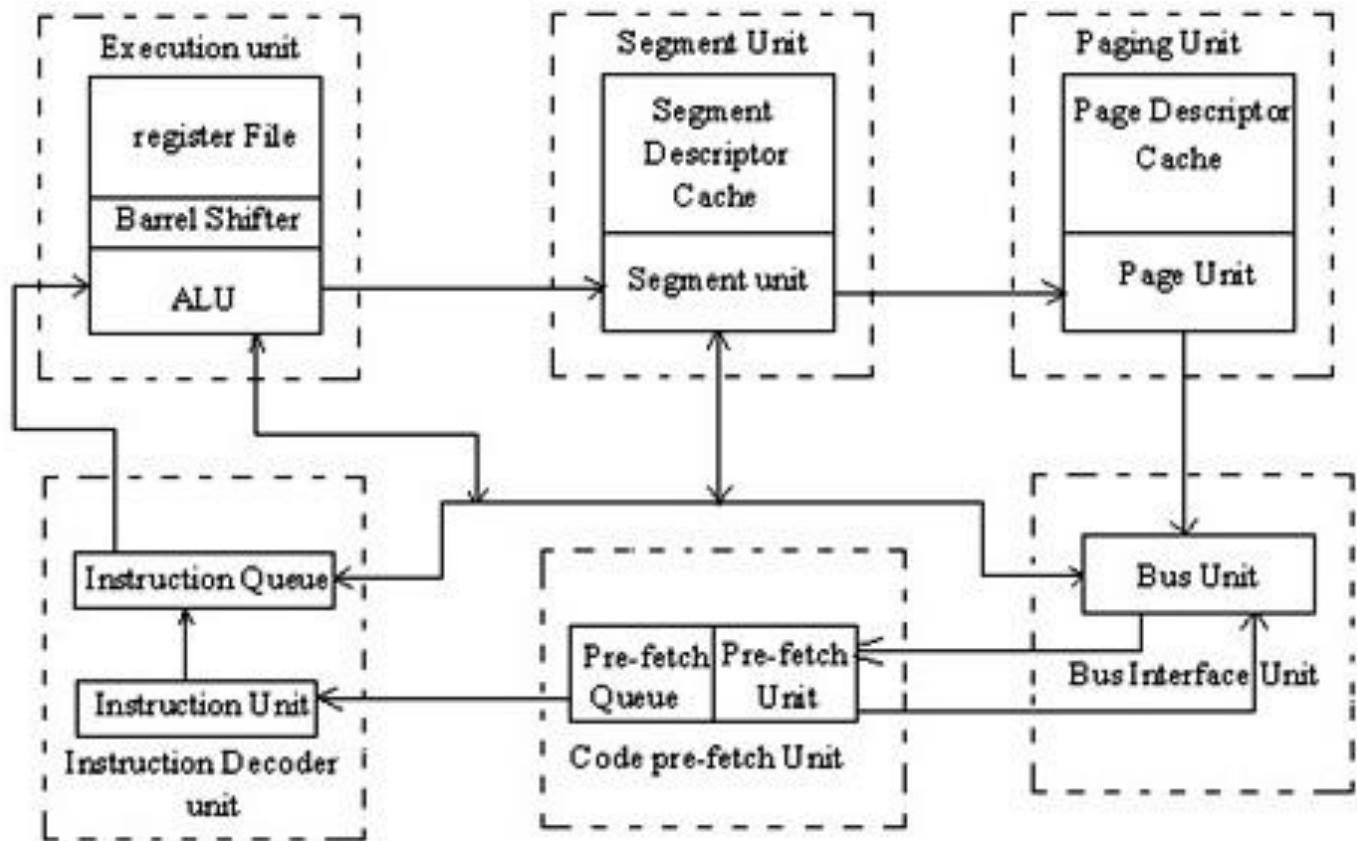 Execution unit
register File
Barrel Shifter
ALU
Segment Unit
Segment
Descriptor
Cache
Segment unit
Paging Unit
Page Descriptor
Cache
Page Unit
Instruction Queue
Instruction Unit
Instruction Decoder
unit
Pre-fetch
Queue
Pre-fetch
Unit
Code pre-fetch Unit
Bus Unit
Bus Interface Unit